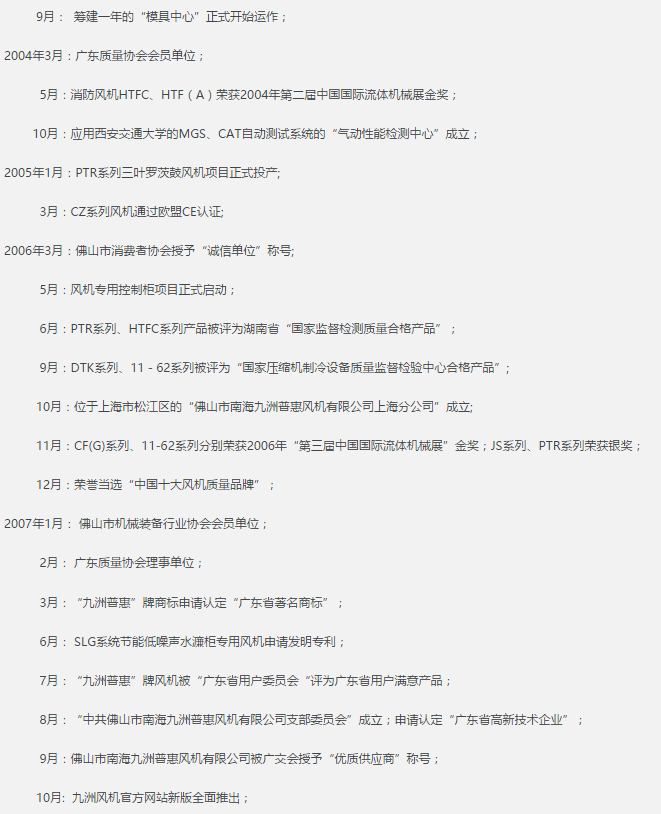 9月： 筹建一年的“模具中心”正式开始运作；
2004年3月：广东质量协会会员单位；
5月：消防风机HTFC、HTF（A）荣获2004年第二届中国国际流体机械展金奖；
10月：应用西安交通大学的MGS、CAT自动测试系统的“气动性能检测中心”成立；
2005年1月：PTR系列三叶罗茨鼓风机项目正式投产;
3月：CZ系列风机通过欧盟CE认证;
2006年3月：佛山市消费者协会授予“诚信单位”称号;
5月：风机专用控制柜项目正式启动；
6月：PTR系列、HTFC系列产品被评为湖南省“国家监督检测质量合格产品”；
9月：DTK系列、11－62系列被评为“国家压缩机制冷设备质量监督检验中心合格产品”；
10月：位于上海市松江区的“佛山市南海九洲普惠风机有限公司上海分公司”成立;
11月：CF(G)系列、11-62系列分别荣获2006年“第三届中国国际流体机械展”金奖；JS系列、PTR系列荣获银奖；
12月：荣誉当选“中国十大风机质量品牌”；
2007年1月： 佛山市机械装备行业协会会员单位；
2月： 广东质量协会理事单位；
3月：“九洲普惠”牌商标申请认定“广东省著名商标”；
6月： SLG系统节能低噪声水濂柜专用风机申请发明专利；
7月：“九洲普惠”牌风机被“广东省用户委员会“评为广东省用户满意产品；
8月：“中共佛山市南海九洲普惠风机有限公司支部委员会”成立；申请认定“广东省高新技术企业”；
9月：佛山市南海九洲普惠风机有限公司被广交会授予“优质供应商”称号；
10月: 九洲风机官方网站新版全面推出；